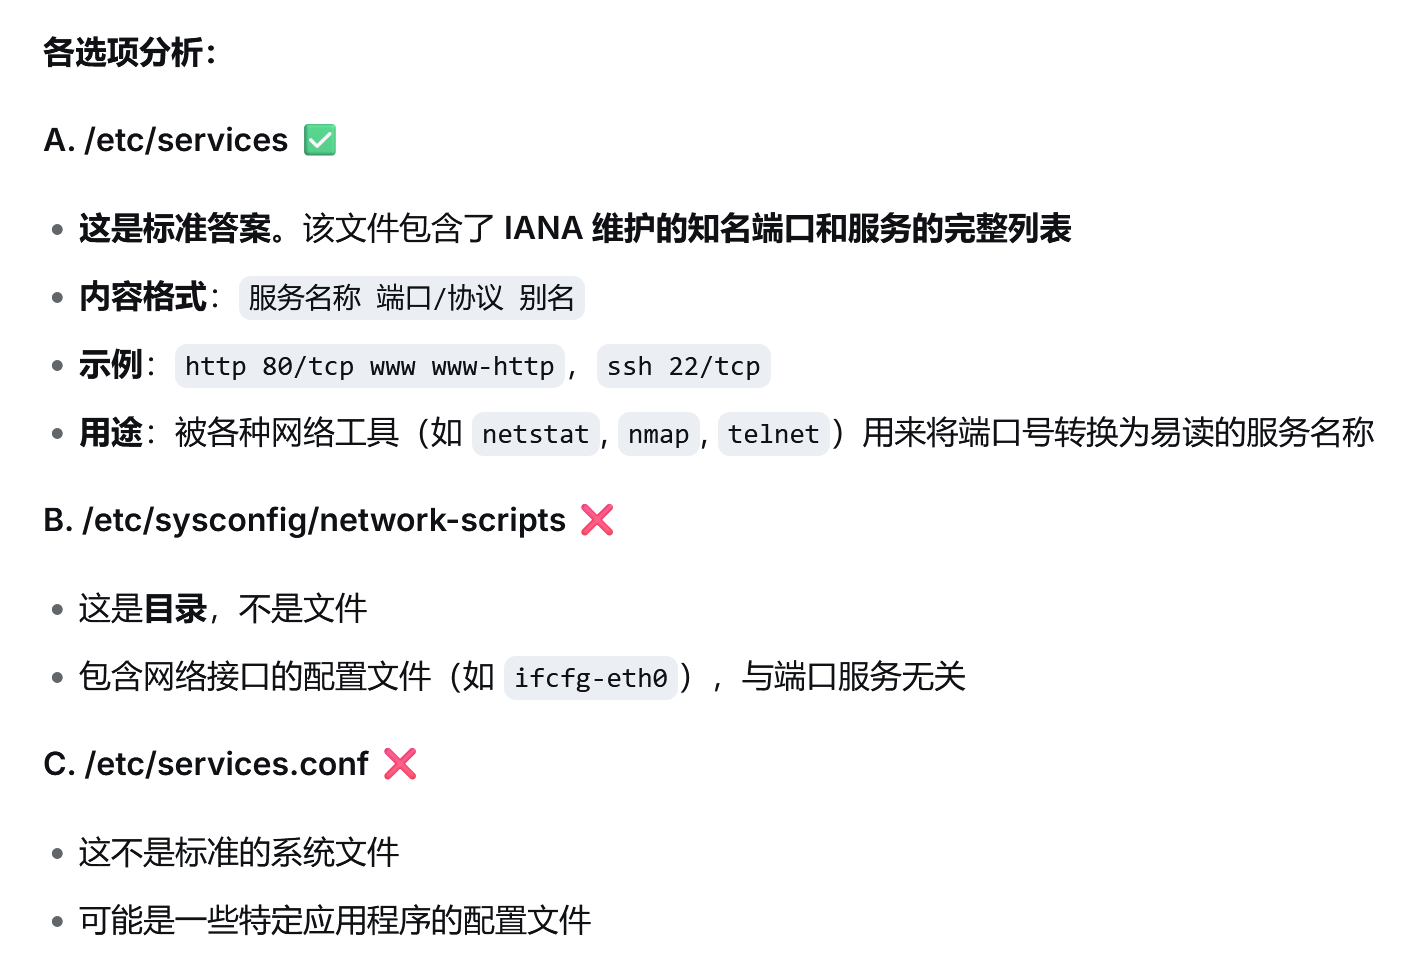 各选项分析：
A. /etc/services ✅
这是标准答案。该文件包含了 IANA 维护的知名端口和服务的完整列表
内容格式：服务名称 端口/协议 别名
示例：http 80/tcp www www-http，ssh 22/tcp
用途：被各种网络工具（如 netstat, nmap, telnet）用来将端口号转换为易读的服务名称
B. /etc/sysconfig/network-scripts ❌
这是目录，不是文件
包含网络接口的配置文件（如 ifcfg-eth0），与端口服务无关
C. /etc/services.conf ❌
这不是标准的系统文件
可能是一些特定应用程序的配置文件